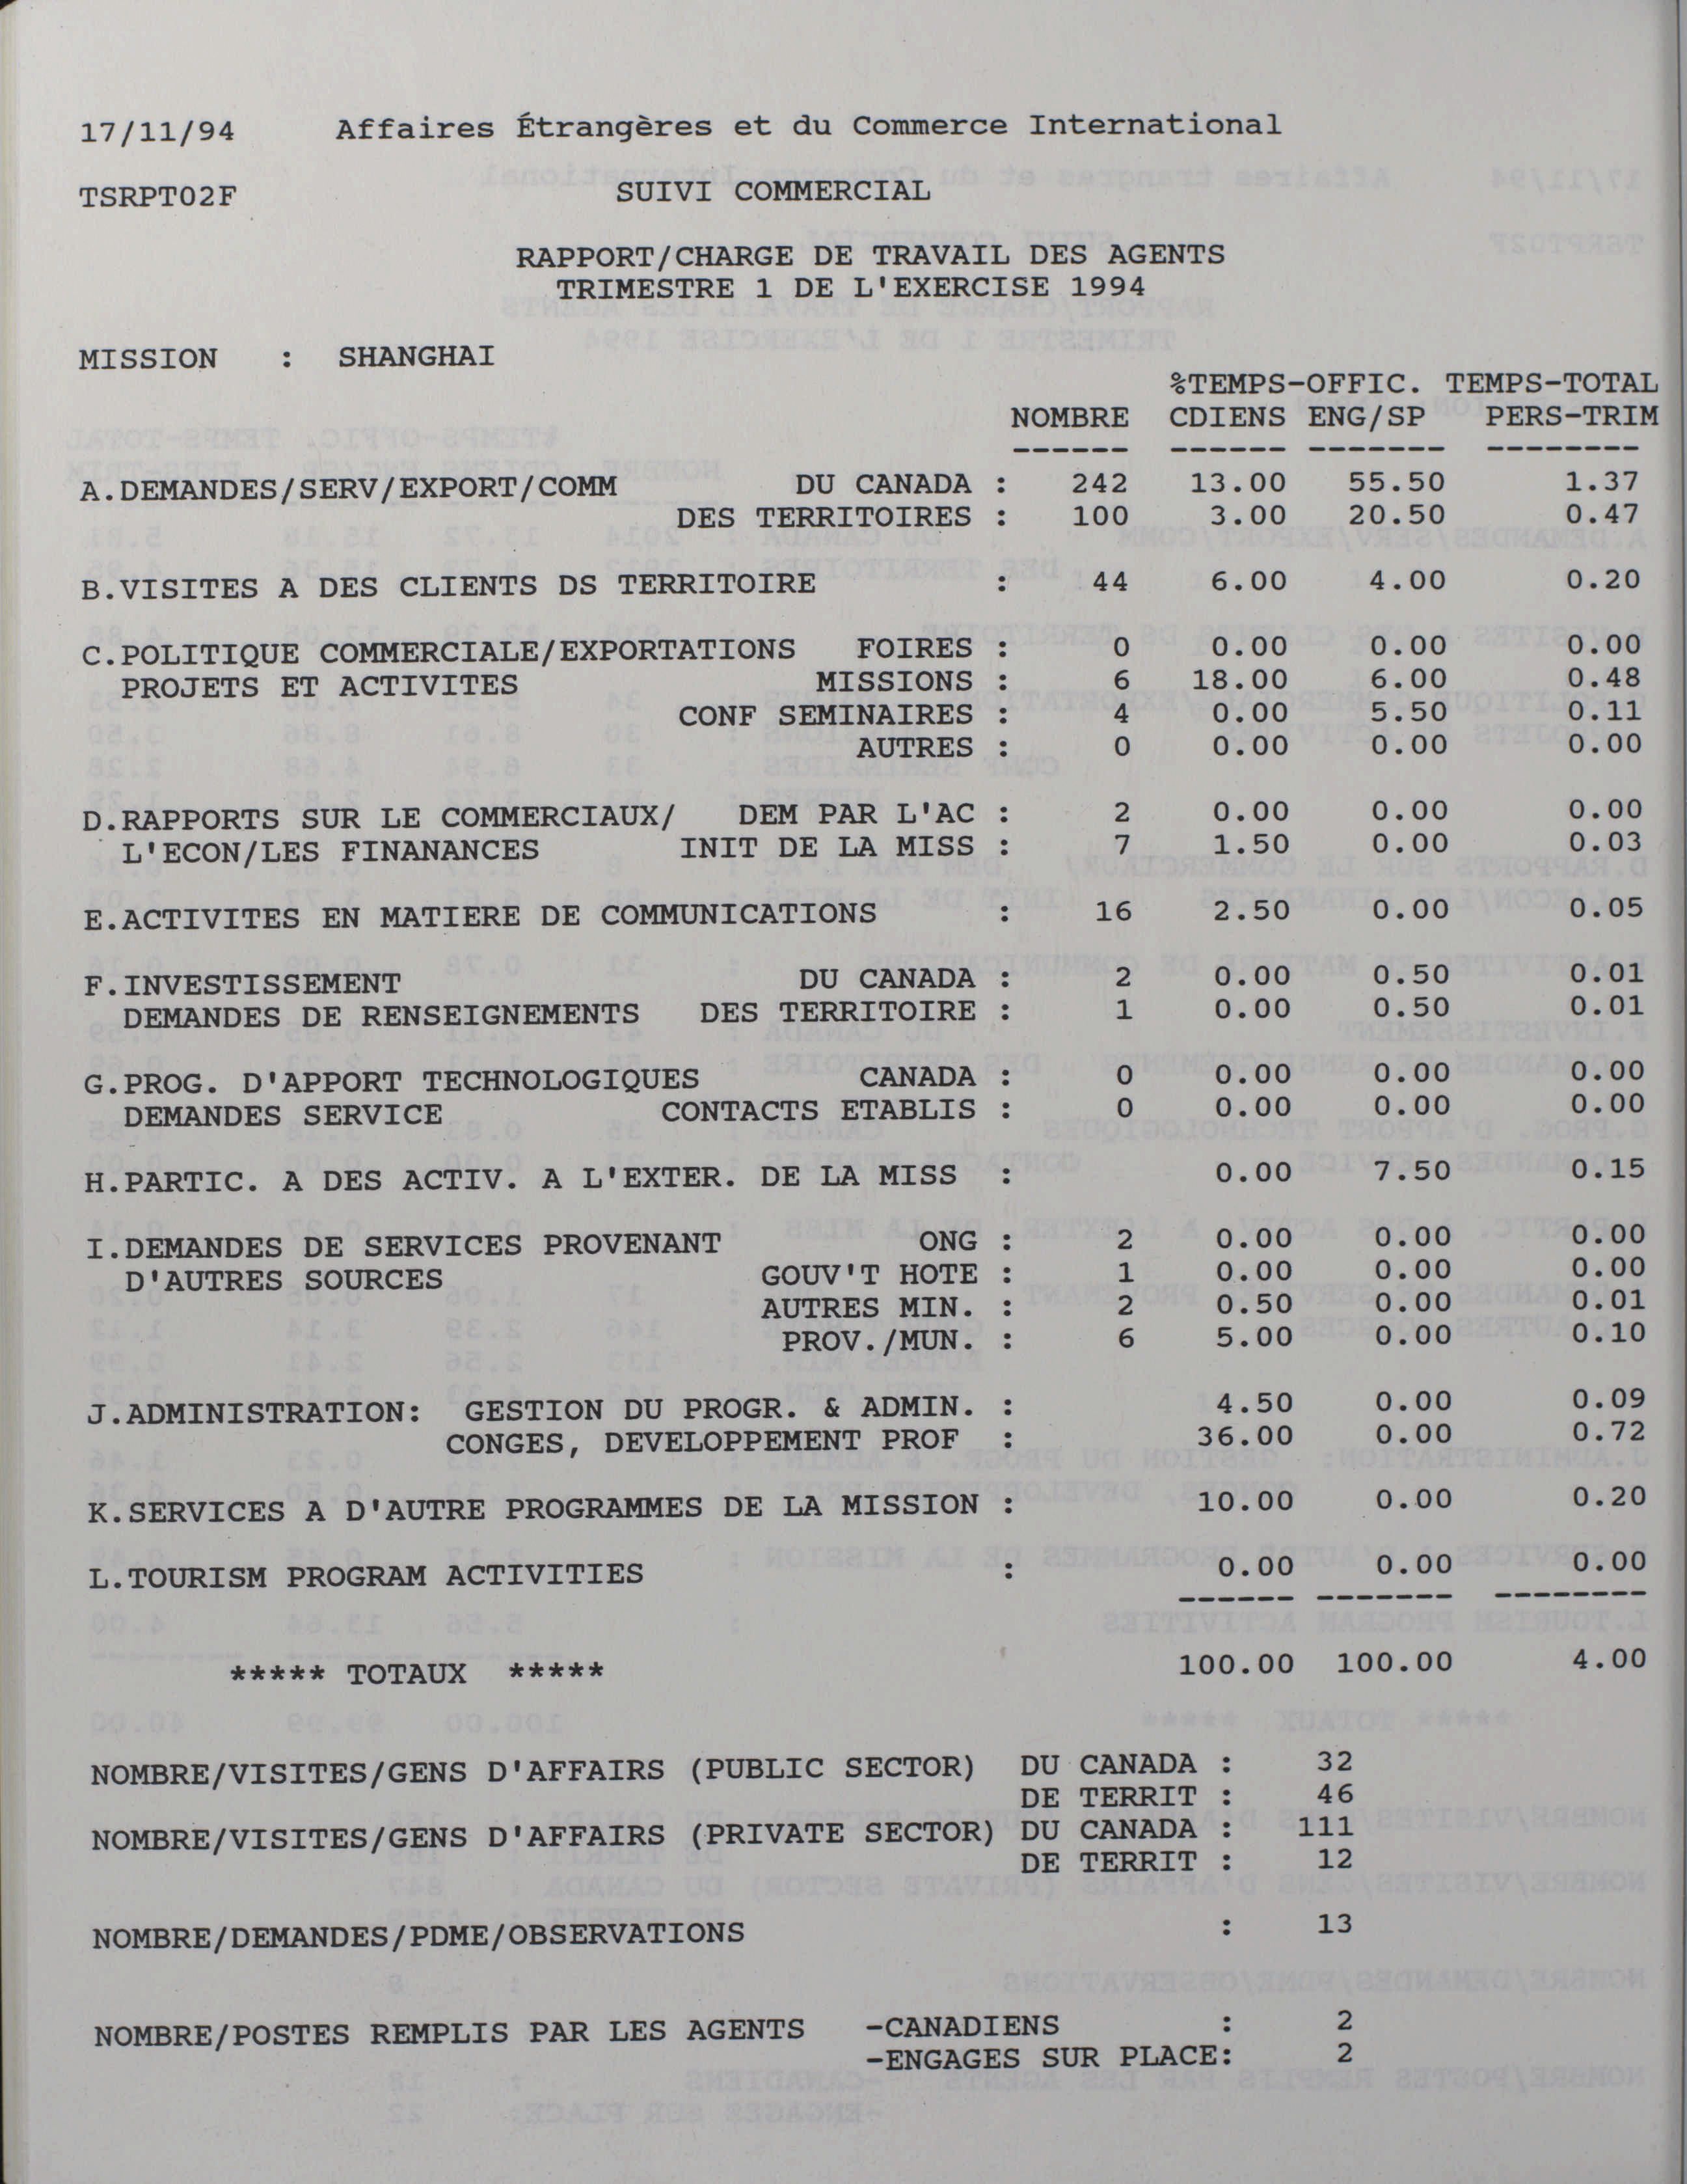 17/11/94 Affaires Étrangères et du Commerce International
TSRPT02F SUIVI COMMERCIAL
RAPPORT/CHARGE DE TRAVAIL DES AGENTS
TRIMESTRE 1 DE L'EXERCISE 1994
MISSION : SHANGHAI
%TEMPS-OFFIC. TEMPS-TOTAL
NOMBRE CDIENS ENG/SP PERS-TRIM
------ ------ ------- --------
A.DEMANDES/SERV/EXPORT/COMM DU CANADA : 242 13.00 55.50 1.37
DES TERRITOIRES : 100 3.00 20.50 0.47
B.VISITES A DES CLIENTS DS TERRITOIRE : 44 6.00 4.00 0.20
C.POLITIQUE COMMERCIALE/EXPORTATIONS FOIRES : 0 0.00 0.00 0.00
PROJETS ET ACTIVITES MISSIONS : 6 18.00 6.00 0.48
CONF SEMINAIRES : 4 0.00 5.50 0.11
AUTRES : 0 0.00 0.00 0.00
D.RAPPORTS SUR LE COMMERCIAUX/ DEM PAR L'AC : 2 0.00 0.00 0.00
L'ECON/LES FINANANCES INIT DE LA MISS : 7 1.50 0.00 0.03
E.ACTIVITES EN MATIERE DE COMMUNICATIONS : 16 2.50 0.00 0.05
F.INVESTISSEMENT DU CANADA : 2 0.00 0.50 0.01
DEMANDES DE RENSEIGNEMENTS DES TERRITOIRE : 1 0.00 0.50 0.01
G.PROG. D'APPORT TECHNOLOGIQUES CANADA : 0 0.00 0.00 0.00
DEMANDES SERVICE CONTACTS ETABLIS : 0 0.00 0.00 0.00
H.PARTIC. A DES ACTIV. A L'EXTER. DE LA MISS : 0.00 7.50 0.15
I.DEMANDES DE SERVICES PROVENANT ONG : 2 0.00 0.00 0.00
D'AUTRES SOURCES GOUV'T HOTE : 1 0.00 0.00 0.00
AUTRES MIN. : 2 0.50 0.00 0.01
PROV./MUN. : 6 5.00 0.00 0.10
J.ADMINISTRATION: GESTION DU PROGR. & ADMIN. : 4.50 0.00 0.09
CONGES, DEVELOPPEMENT PROF : 36.00 0.00 0.72
K.SERVICES A D'AUTRE PROGRAMMES DE LA MISSION : 10.00 0.00 0.20
L.TOURISM PROGRAM ACTIVITIES : 0.00 0.00 0.00
------ ------- --------
***** TOTAUX ***** 100.00 100.00 4.00
NOMBRE/VISITES/GENS D'AFFAIRS (PUBLIC SECTOR) DU CANADA : 32
DE TERRIT : 46
NOMBRE/VISITES/GENS D'AFFAIRS (PRIVATE SECTOR) DU CANADA : 111
DE TERRIT : 12
NOMBRE/DEMANDES/PDME/OBSERVATIONS : 13
NOMBRE/POSTES REMPLIS PAR LES AGENTS -CANADIENS : 2
-ENGAGES SUR PLACE: 2